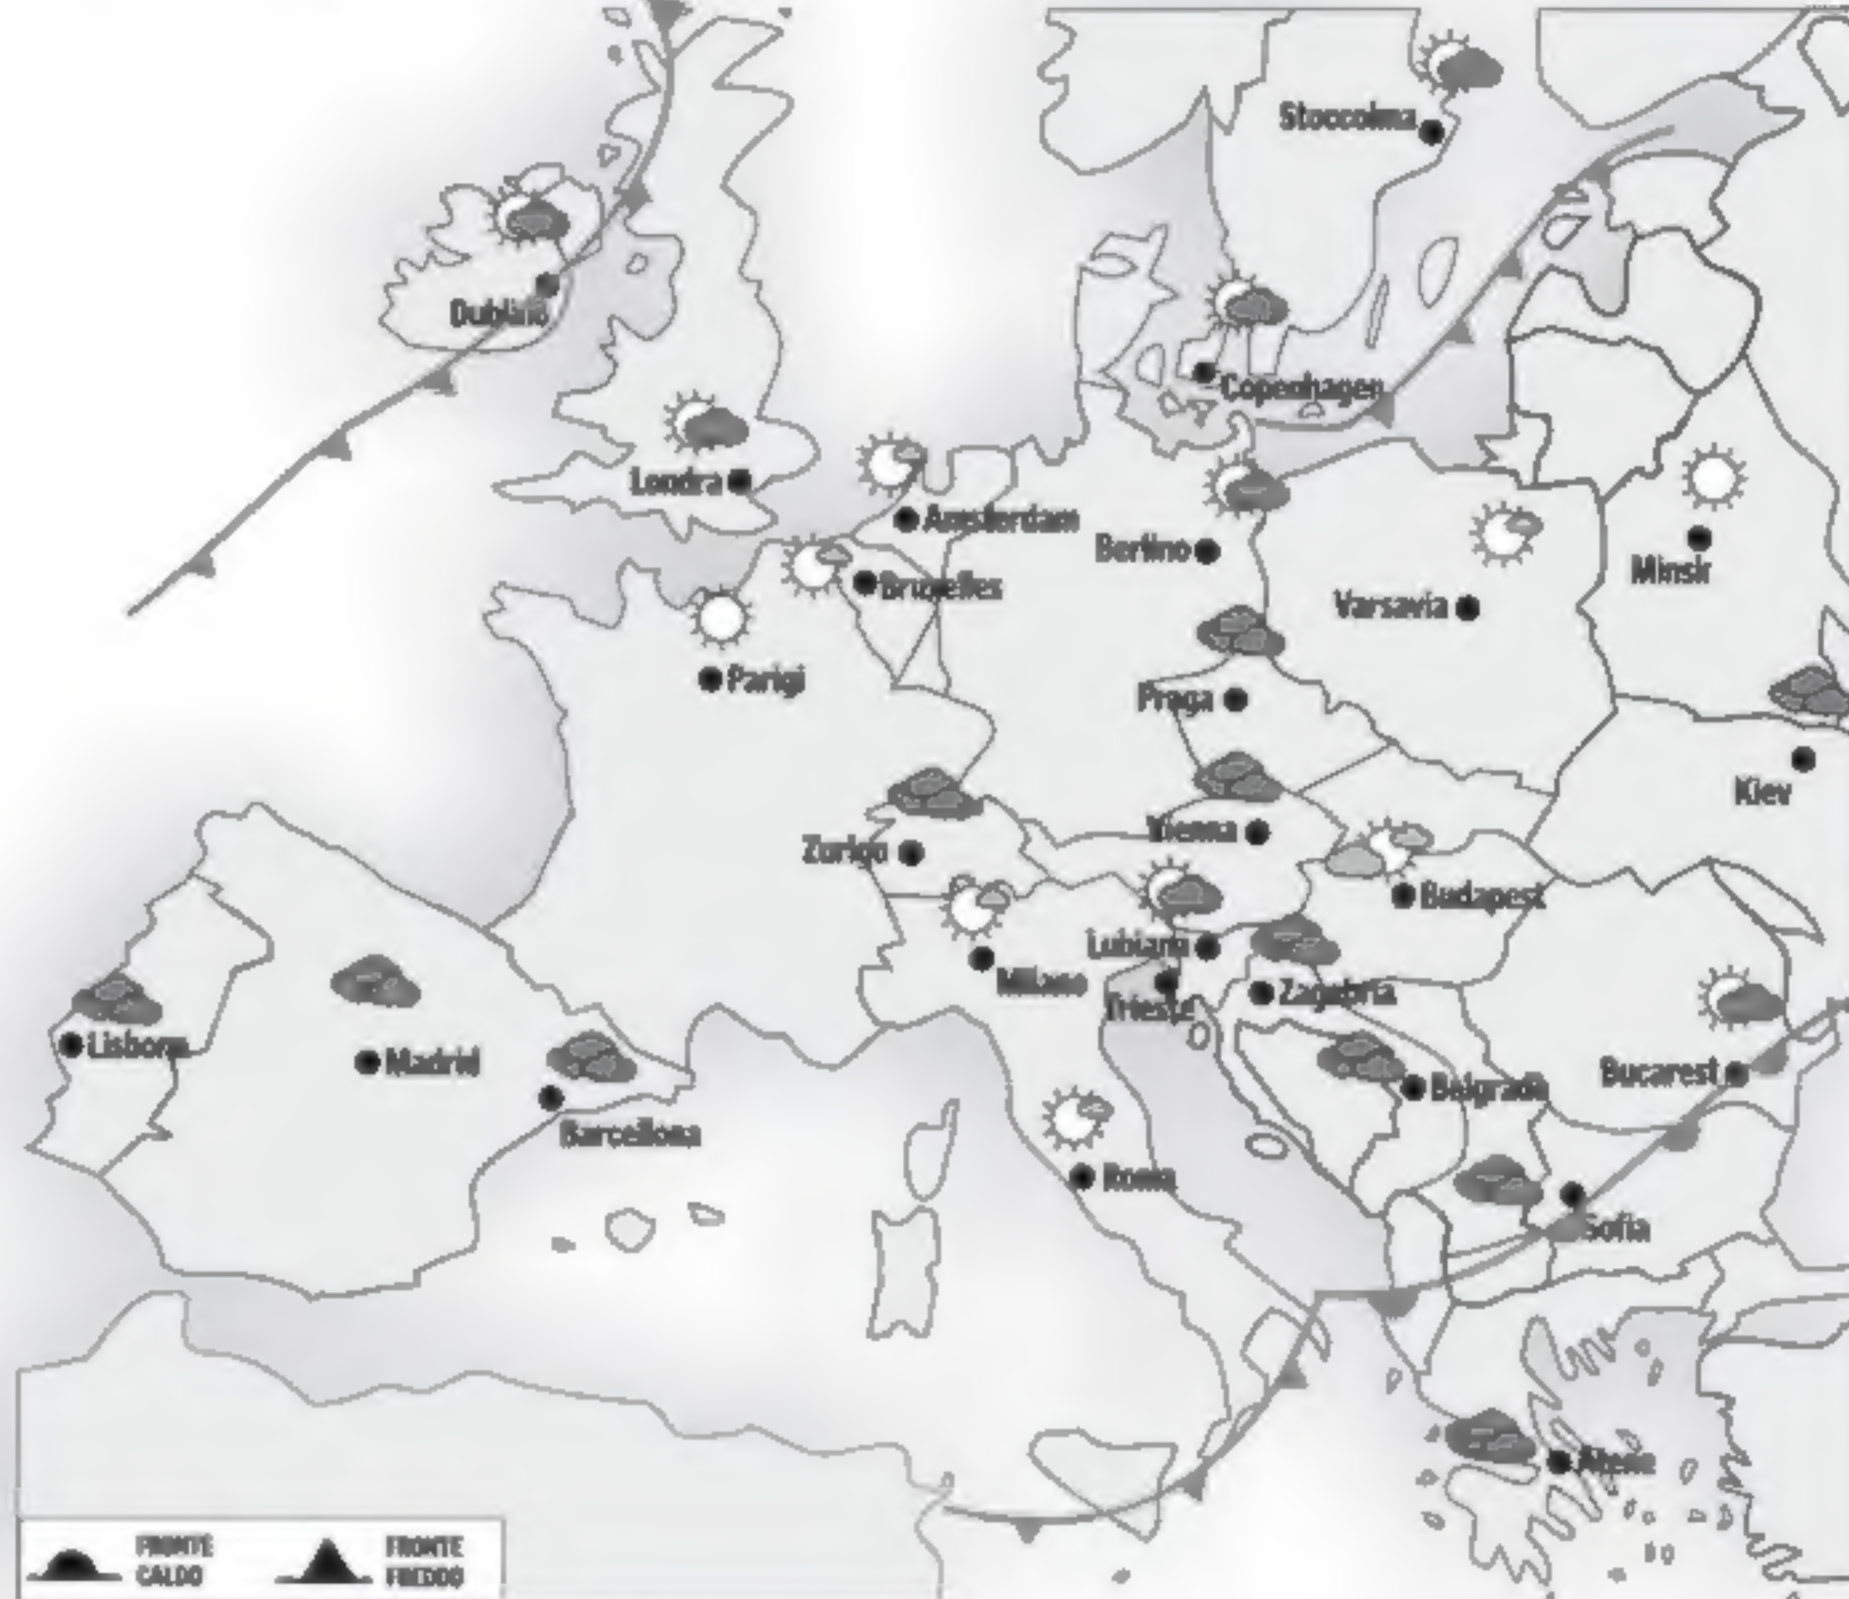 Stoccolma
Dublino
Copenhagen
Londra
Amsterdam
Berlino
Minsk
Bruxelles
Varsavia
Parigi
Praga
Kiev
Vienna
Zurigo
Budapest
Lubiana
Milano
Zagabria
Trieste
Lisbona
Madrid
Bucarest
Belgrado
Barcellona
Roma
Sofia
Atene
FRONTE
CALDO
FRONTE
FREDDO